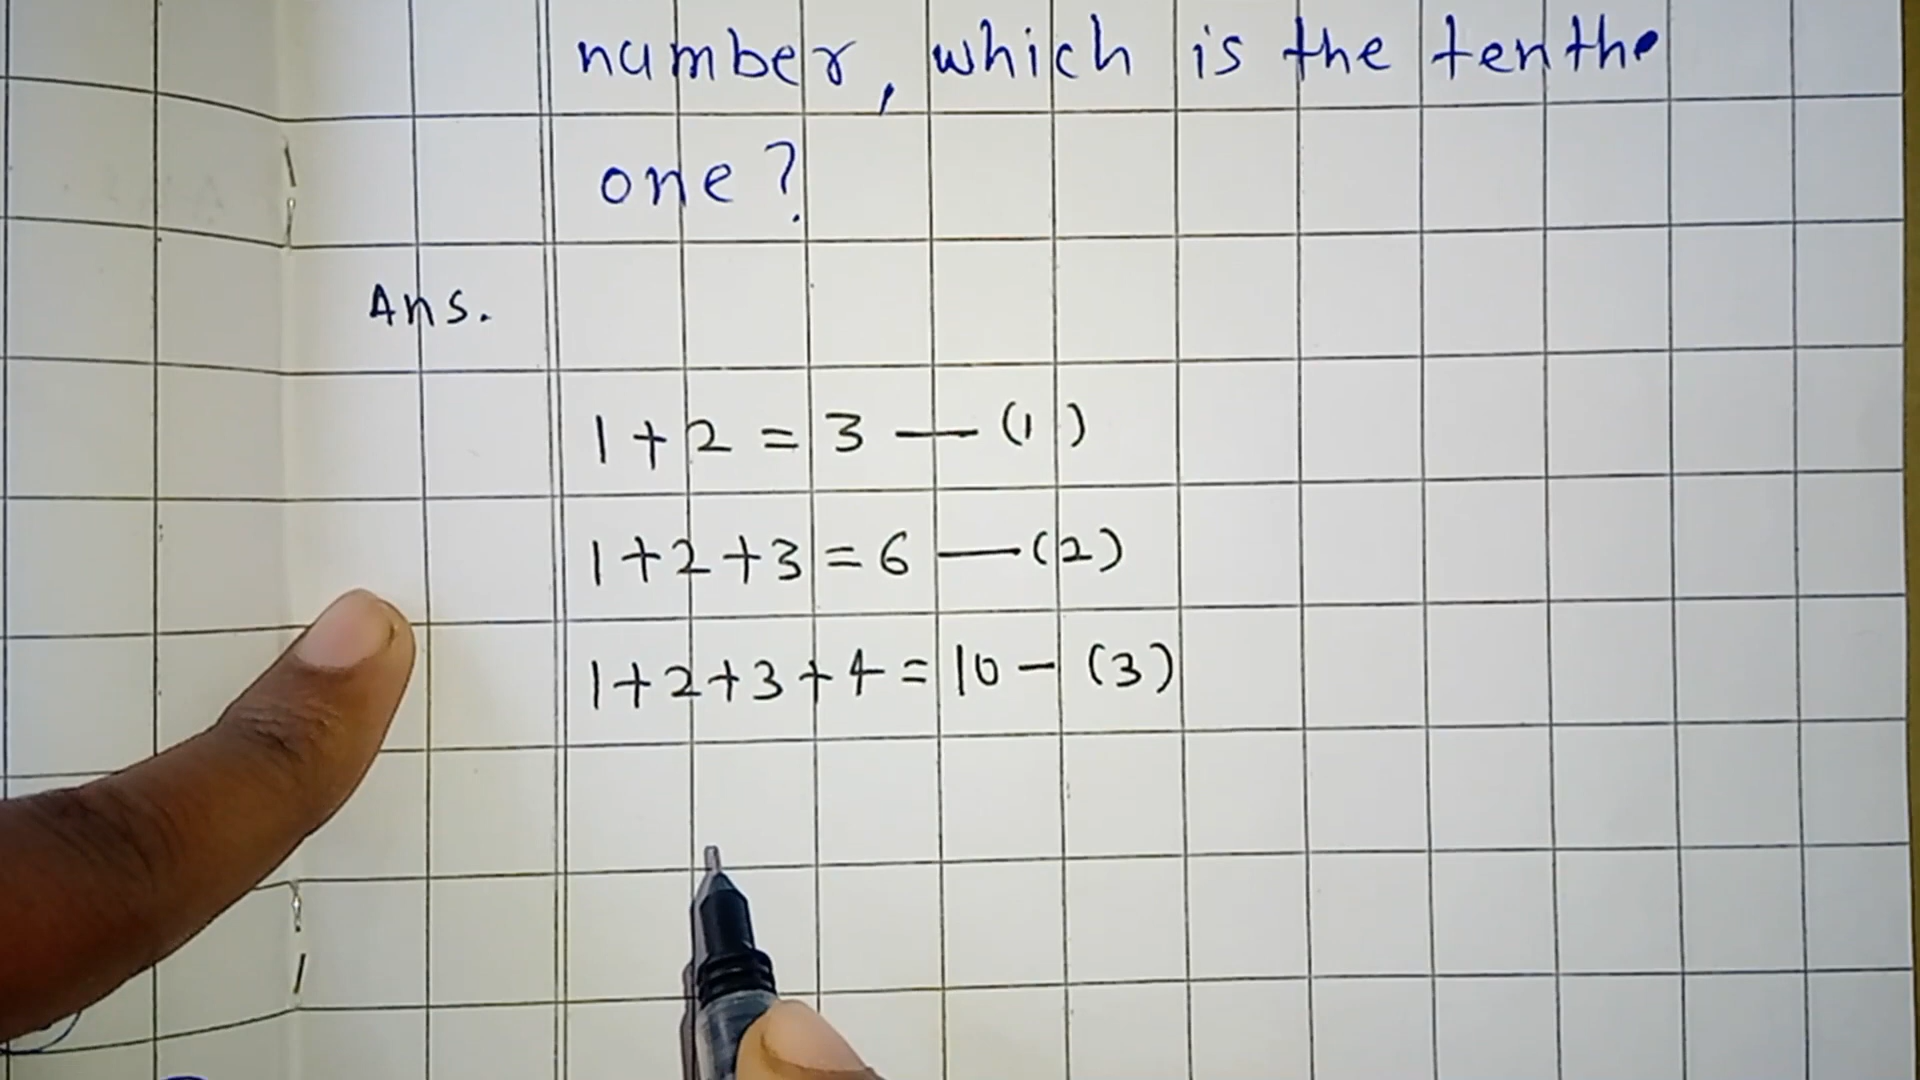 number, which is the tenth
one?
Ans.
1+2=3 — (1)
1+2+3=6 — (2)
1+2+3+4=10 - (3)